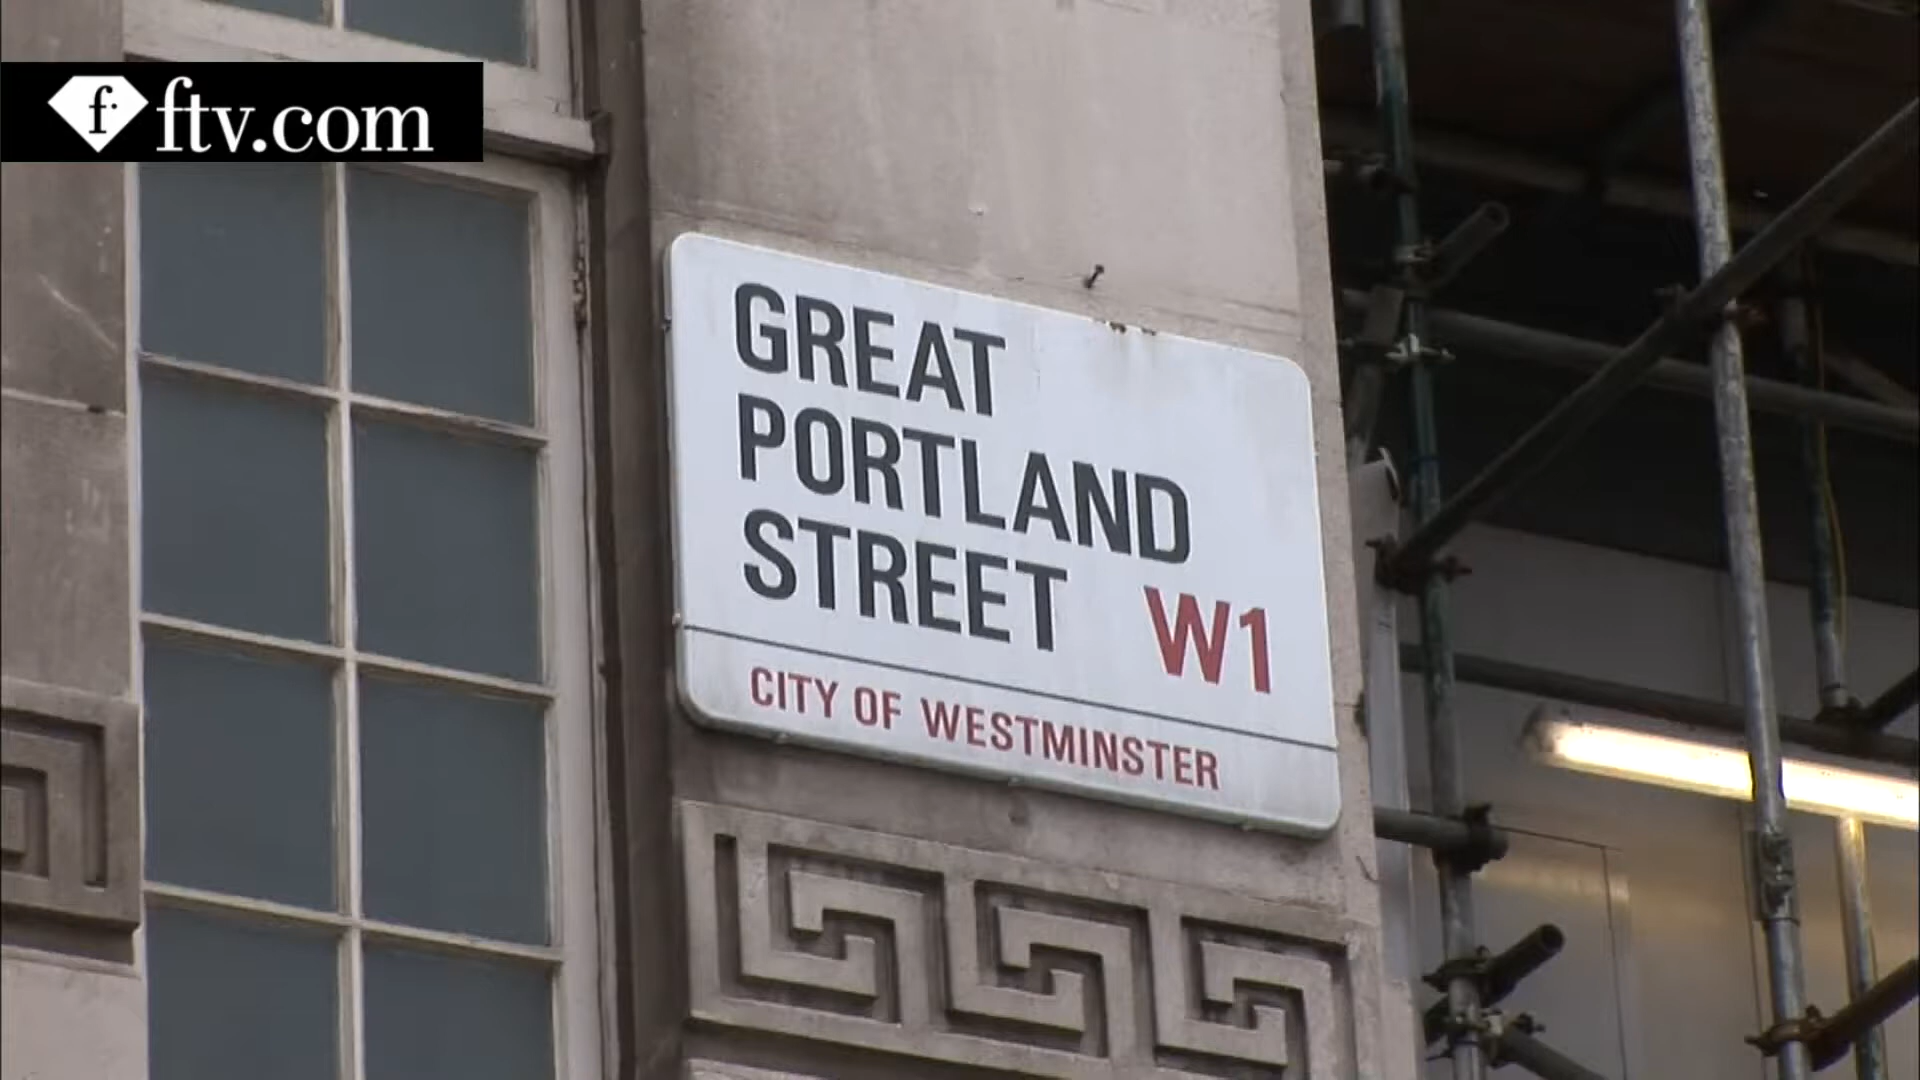 f ftv.com
GREAT
PORTLAND
STREET W1
CITY OF WESTMINSTER